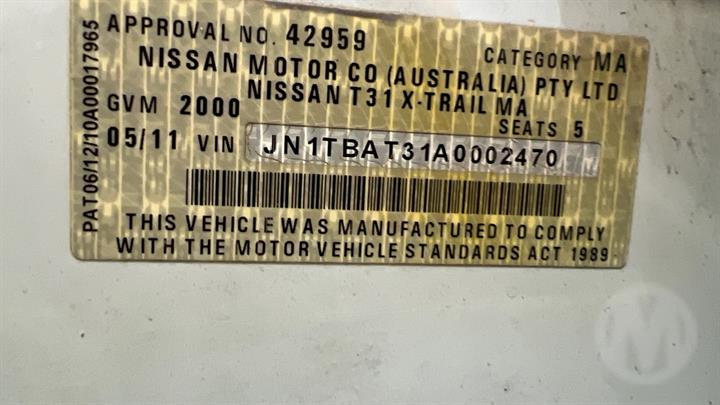 APPROVAL NO. 42959 CATEGORY MA
NISSAN MOTOR CO (AUSTRALIA) PTY LTD
NISSAN T31 X-TRAIL MA
GVM 2000 SEATS 5
05/11 VIN JN1TBAT31A0002470
THIS VEHICLE WAS MANUFACTURED TO COMPLY
WITH THE MOTOR VEHICLE STANDARDS ACT 1989.
PAT06/12/10A00017965
M